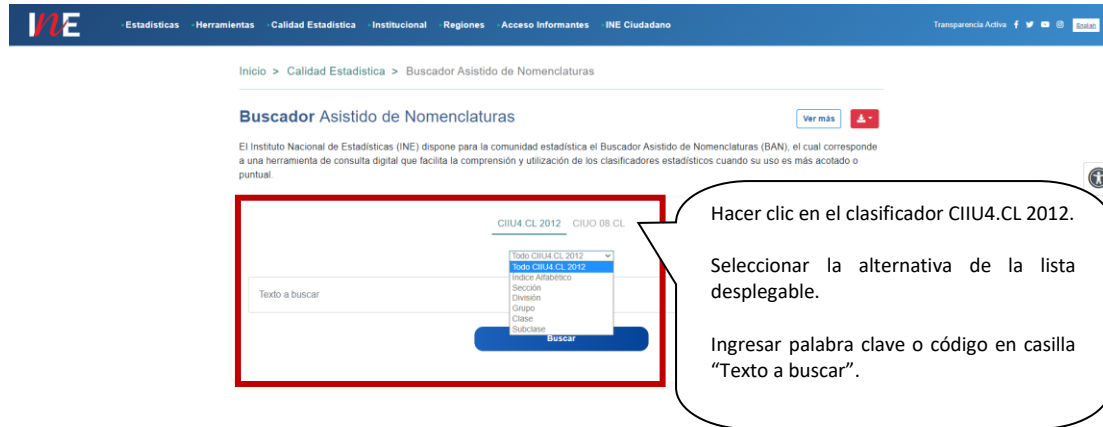 INE
Estadísticas Herramientas Calidad Estadística Institucional Regiones Acceso Informantes INE Ciudadano
Transparencia Activa English
Inicio > Calidad Estadistica > Buscador Asistido de Nomenclaturas
Buscador Asistido de Nomenclaturas
Ver más
El Instituto Nacional de Estadísticas (INE) dispone para la comunidad estadística el Buscador Asistido de Nomenclaturas (BAN), el cual corresponde
a una herramienta de consulta digital que facilita la comprensión y utilización de los clasificadores estadísticos cuando su uso es más acotado o
puntual.
CIIU4.CL 2012 CIUO 08.CL
Todo CIIU4.CL 2012
Todo CIIU4.CL 2012
Índice Alfabético
Sección
División
Grupo
Clase
Subclase
Texto a buscar
Buscar
Hacer clic en el clasificador CIIU4.CL 2012.
Seleccionar la alternativa de la lista
desplegable.
Ingresar palabra clave o código en casilla
“Texto a buscar”.